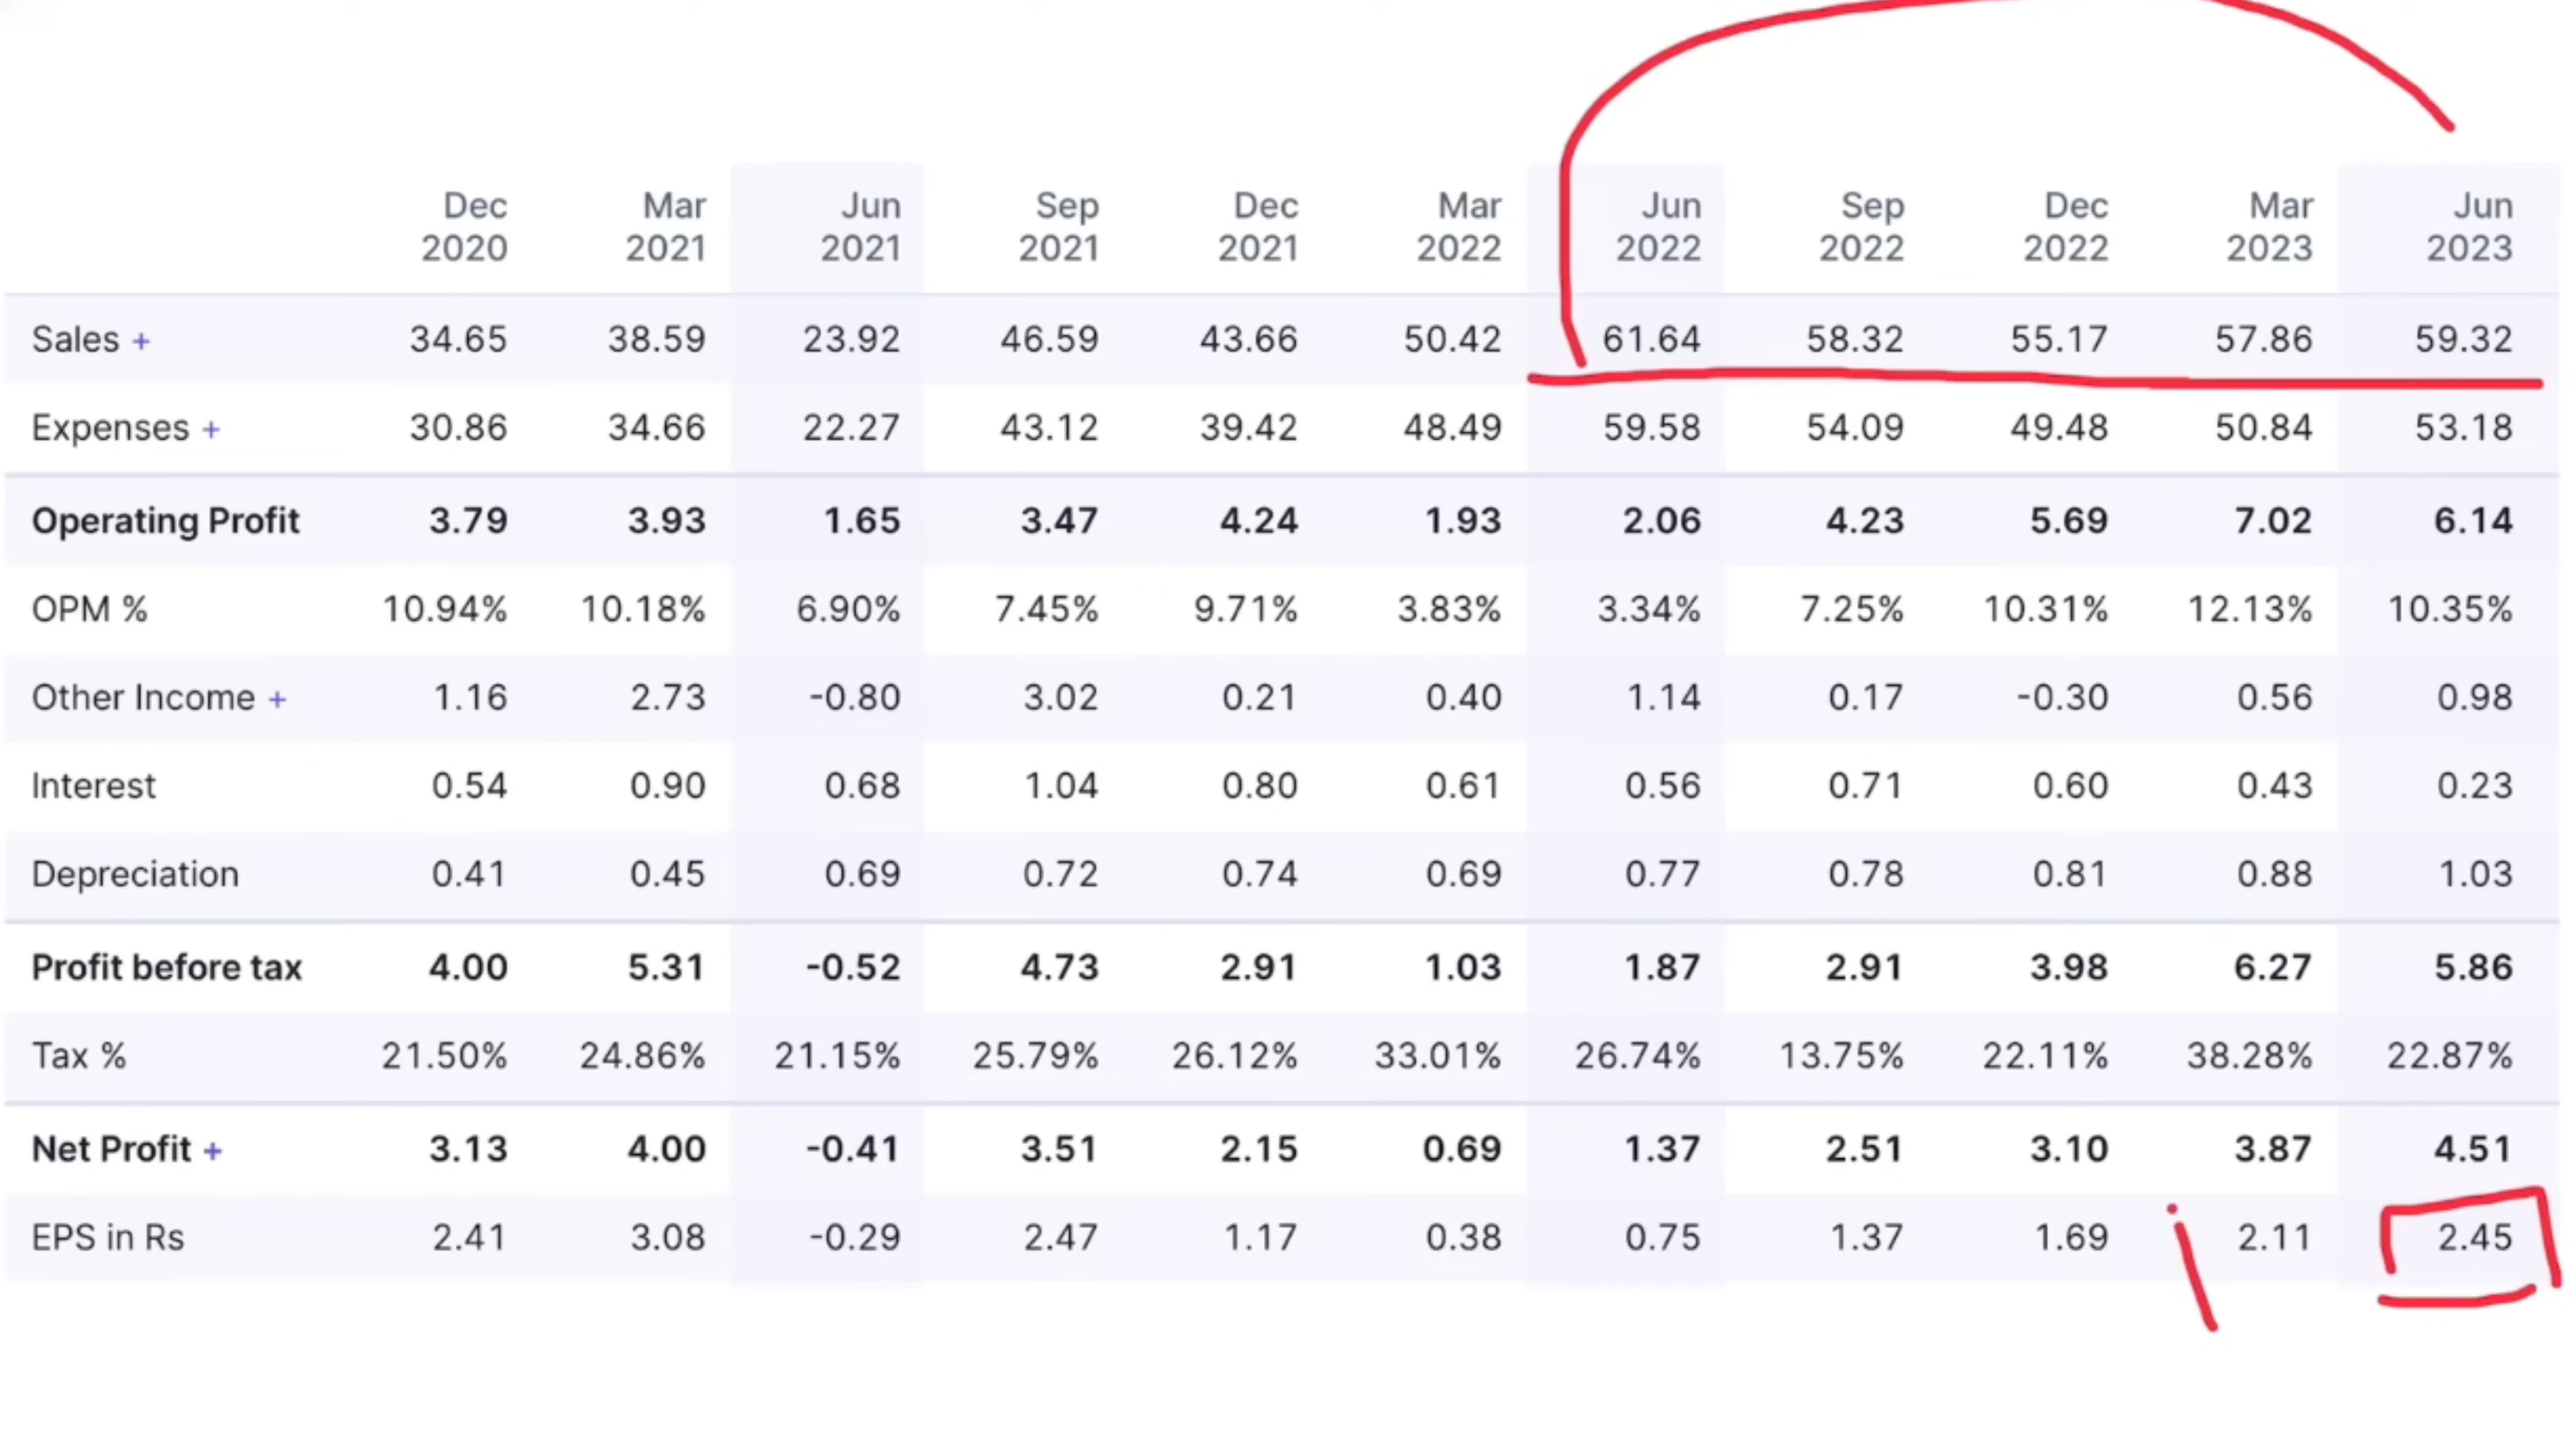 Dec Mar Jun Sep Dec Mar Jun Sep Dec Mar Jun
2020 2021 2021 2021 2021 2022 2022 2022 2022 2023 2023
Sales + 34.65 38.59 23.92 46.59 43.66 50.42 61.64 58.32 55.17 57.86 59.32
Expenses + 30.86 34.66 22.27 43.12 39.42 48.49 59.58 54.09 49.48 50.84 53.18
Operating Profit 3.79 3.93 1.65 3.47 4.24 1.93 2.06 4.23 5.69 7.02 6.14
OPM % 10.94% 10.18% 6.90% 7.45% 9.71% 3.83% 3.34% 7.25% 10.31% 12.13% 10.35%
Other Income + 1.16 2.73 -0.80 3.02 0.21 0.40 1.14 0.17 -0.30 0.56 0.98
Interest 0.54 0.90 0.68 1.04 0.80 0.61 0.56 0.71 0.60 0.43 0.23
Depreciation 0.41 0.45 0.69 0.72 0.74 0.69 0.77 0.78 0.81 0.88 1.03
Profit before tax 4.00 5.31 -0.52 4.73 2.91 1.03 1.87 2.91 3.98 6.27 5.86
Tax % 21.50% 24.86% 21.15% 25.79% 26.12% 33.01% 26.74% 13.75% 22.11% 38.28% 22.87%
Net Profit + 3.13 4.00 -0.41 3.51 2.15 0.69 1.37 2.51 3.10 3.87 4.51
EPS in Rs 2.41 3.08 -0.29 2.47 1.17 0.38 0.75 1.37 1.69 2.11 2.45